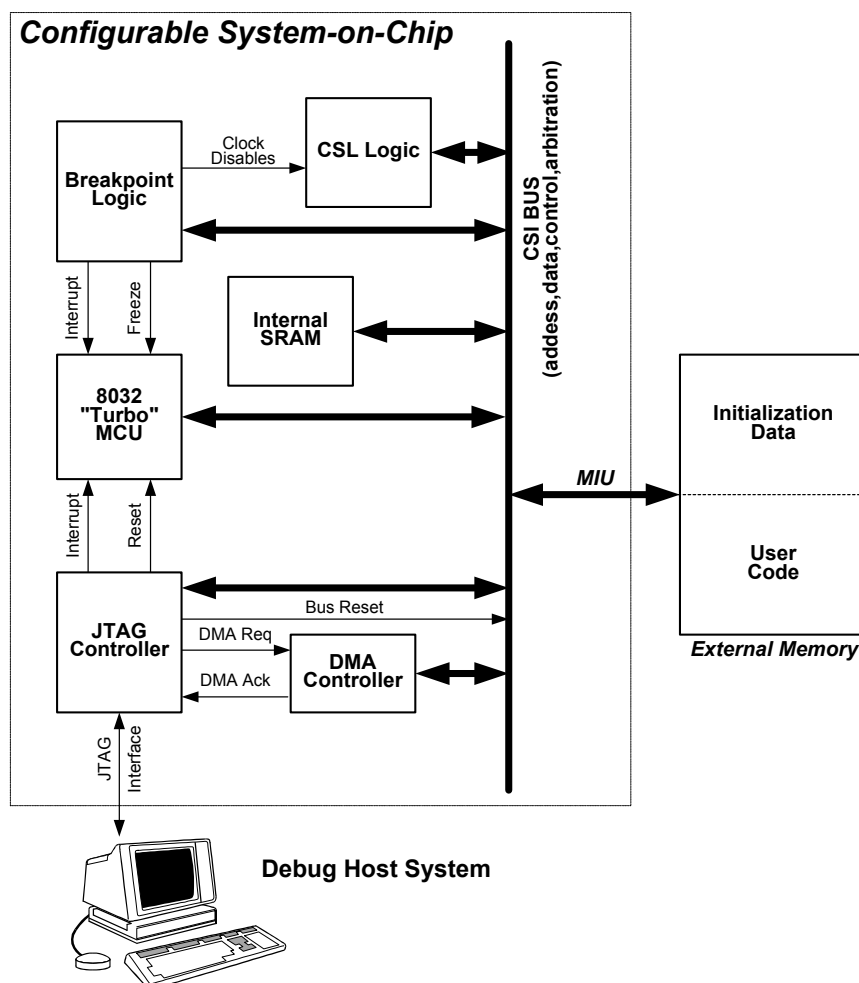 Configurable System-on-Chip
Clock
Disables
CSL Logic
Breakpoint
Logic
CSI BUS
(addess,data,control,arbitration)
Interrupt
Freeze
Internal
SRAM
8032
"Turbo"
MCU
Initialization
Data
MIU
Interrupt
Reset
User
Code
JTAG
Controller
Bus Reset
DMA Req
DMA
Controller
DMA Ack
External Memory
JTAG
Interface
Debug Host System